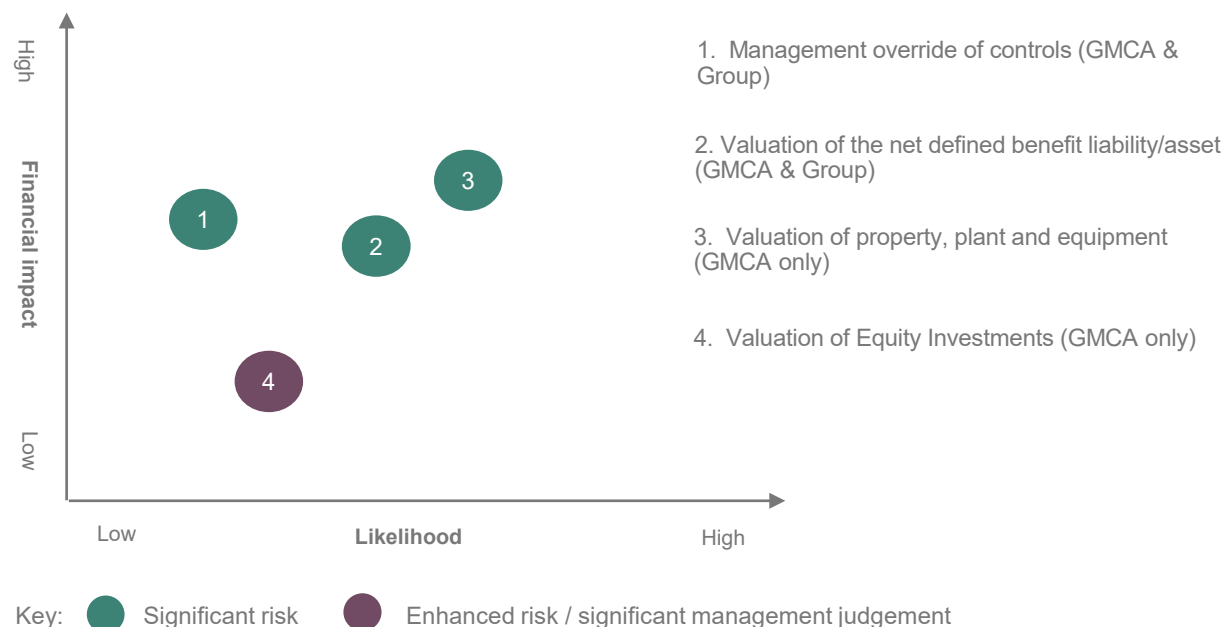 High
Financial impact
Low
1
2
3
4
Low
Likelihood
High
1. Management override of controls (GMCA &
Group)
2. Valuation of the net defined benefit liability/asset
(GMCA & Group)
3. Valuation of property, plant and equipment
(GMCA only)
4. Valuation of Equity Investments (GMCA only)
Key: Significant risk Enhanced risk / significant management judgement